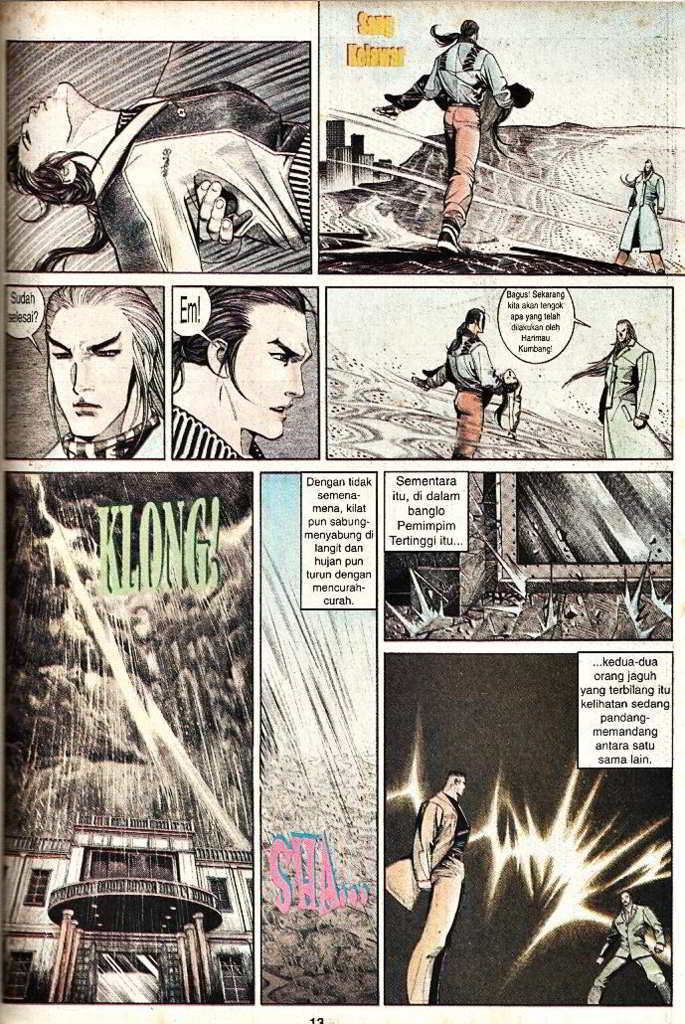 Sang
Kelawar
Sudah
selesai?
Em!
Bagus! Sekarang
kita akan tengok
apa yang telah
dilakukan oleh
Harimau
Kumbang!
KLONG!
Dengan tidak
semena-
mena, kilat
pun sabung-
menyabung di
langit dan
hujan pun
turun dengan
mencurah-
curah.
SHA...
Sementara
itu, di dalam
banglo
Pemimpim
Tertinggi itu...
...kedua-dua
orang jaguh
yang terbilang itu
kelihatan sedang
pandang-
memandang
antara satu
sama lain.
13